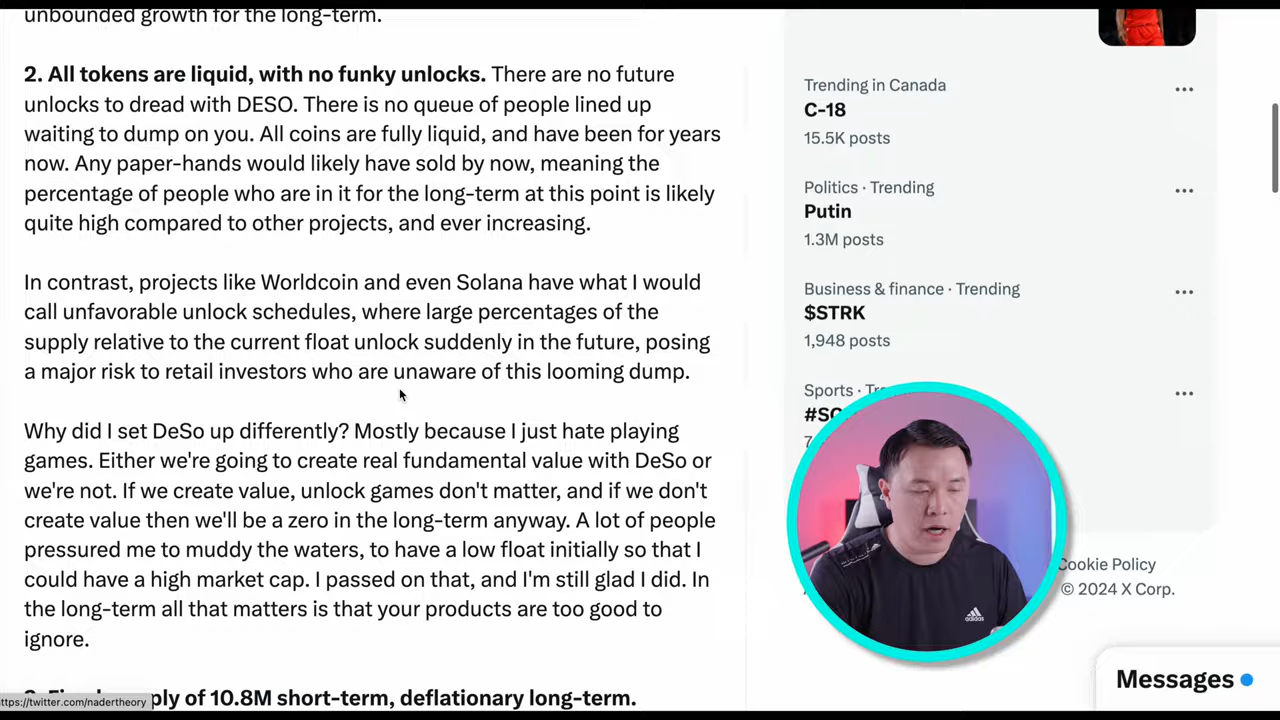 unbounded growth for the long-term.
2. All tokens are liquid, with no funky unlocks. There are no future
unlocks to dread with DESO. There is no queue of people lined up
waiting to dump on you. All coins are fully liquid, and have been for years
now. Any paper-hands would likely have sold by now, meaning the
percentage of people who are in it for the long-term at this point is likely
quite high compared to other projects, and ever increasing.
In contrast, projects like Worldcoin and even Solana have what I would
call unfavorable unlock schedules, where large percentages of the
supply relative to the current float unlock suddenly in the future, posing
a major risk to retail investors who are unaware of this looming dump.
Why did I set DeSo up differently? Mostly because I just hate playing
games. Either we're going to create real fundamental value with DeSo or
we're not. If we create value, unlock games don't matter, and if we don't
create value then we'll be a zero in the long-term anyway. A lot of people
pressured me to muddy the waters, to have a low float initially so that I
could have a high market cap. I passed on that, and I'm still glad I did. In
the long-term all that matters is that your products are too good to
ignore.
of 10.8M short-term, deflationary long-term.
https://twitter.com/nadertheory
Trending in Canada
C-18
15.5K posts
Politics · Trending
Putin
1.3M posts
Business & finance · Trending
$STRK
1,948 posts
Sports ·
adidas
Cookie Policy
© 2024 X Corp.
Messages